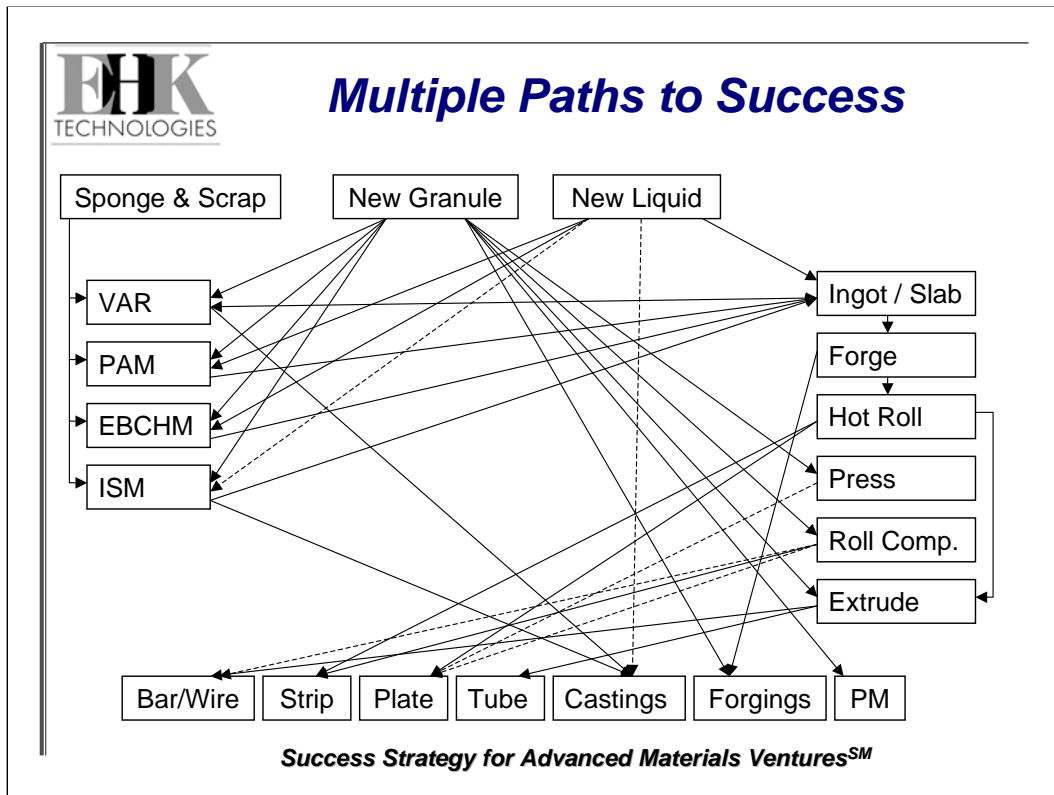 EHK
TECHNOLOGIES
Multiple Paths to Success
Sponge & Scrap
New Granule
New Liquid
VAR
PAM
EBCHM
ISM
Ingot / Slab
Forge
Hot Roll
Press
Roll Comp.
Extrude
Bar/Wire
Strip
Plate
Tube
Castings
Forgings
PM
Success Strategy for Advanced Materials VenturesSM